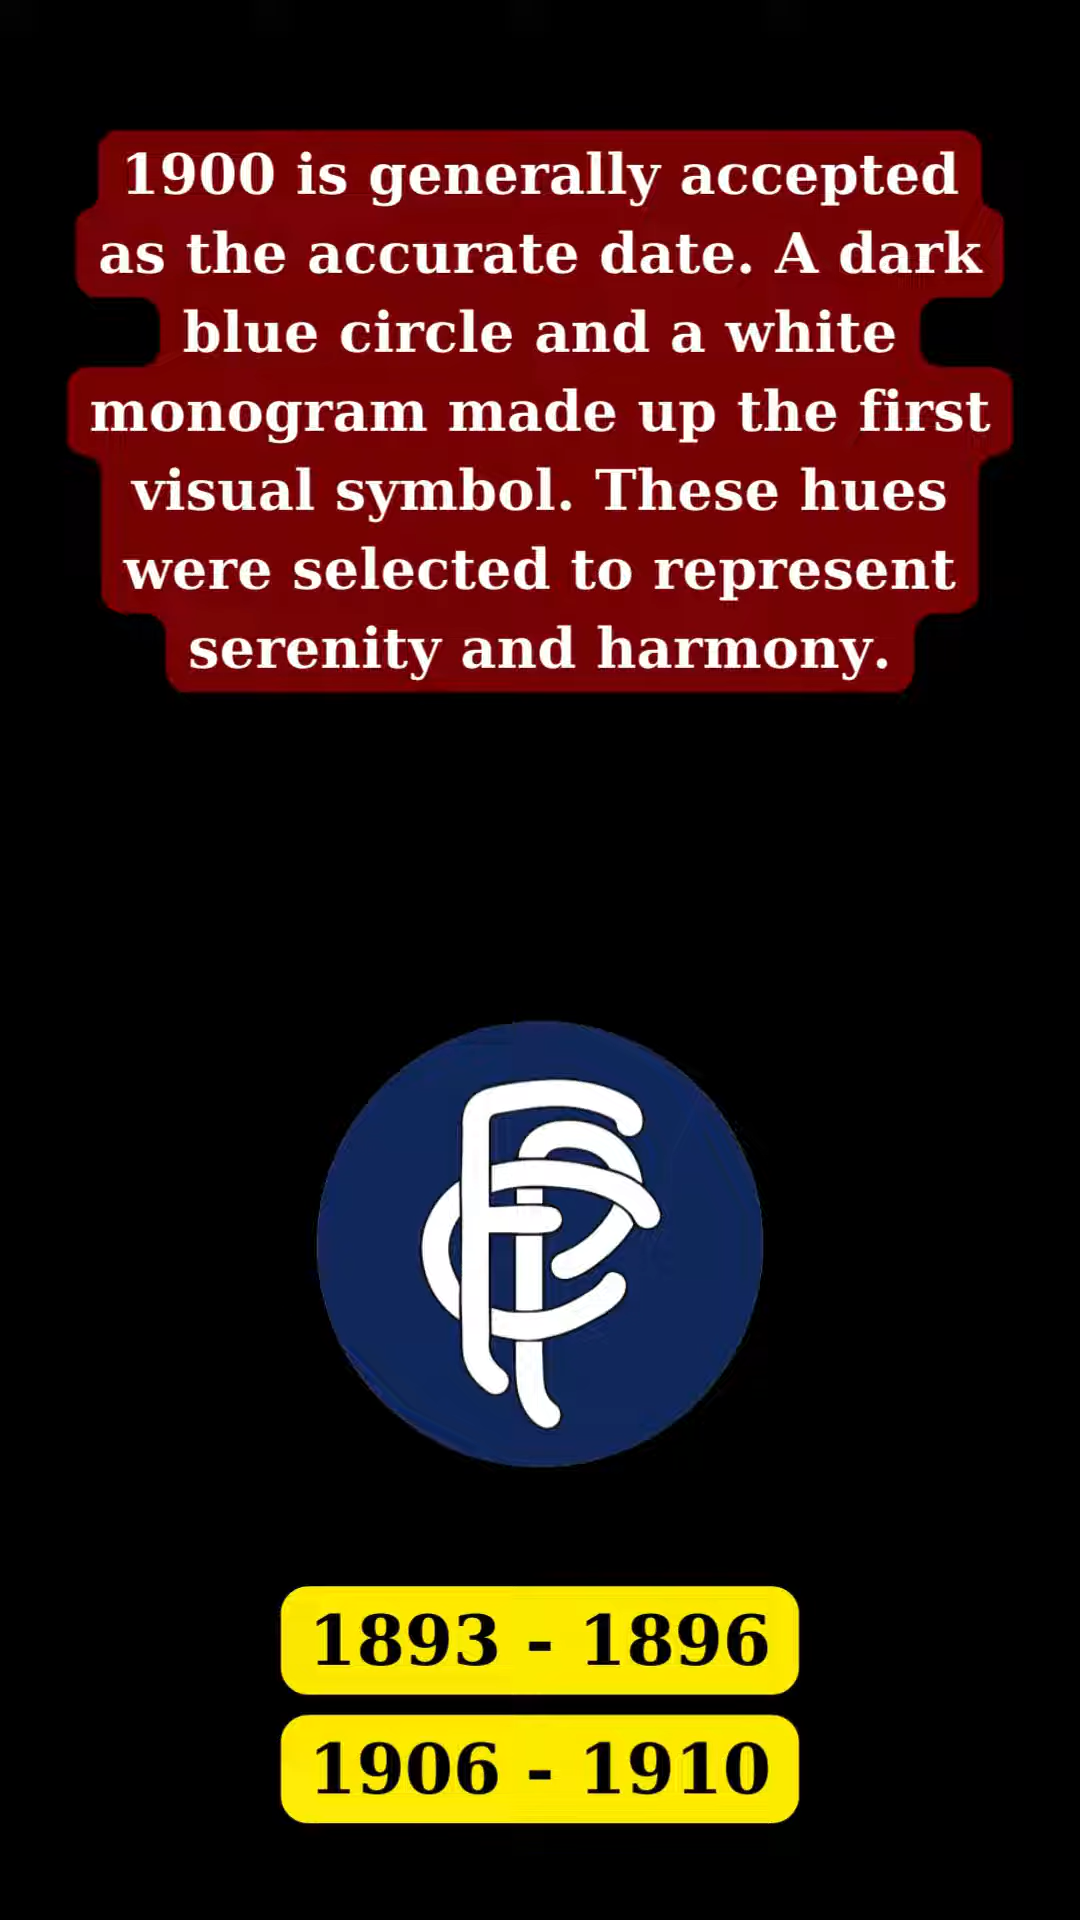 1900 is generally accepted
as the accurate date. A dark
blue circle and a white
monogram made up the first
visual symbol. These hues
were selected to represent
serenity and harmony.
FPC
1893 - 1896
1906 - 1910